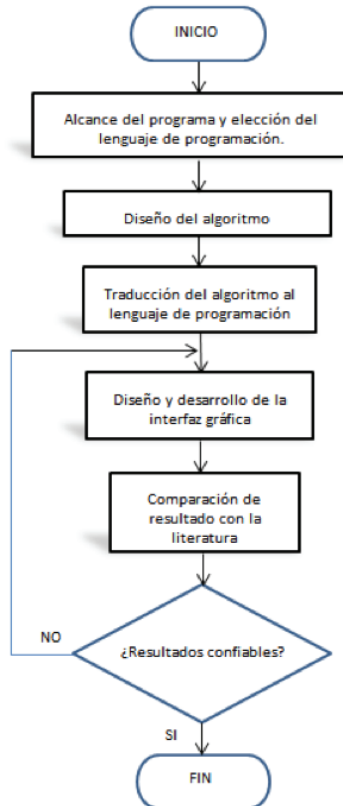 INICIO
Alcance del programa y elección del
lenguaje de programación.
Diseño del algoritmo
Traducción del algoritmo al
lenguaje de programación
Diseño y desarrollo de la
interfaz gráfica
Comparación de
resultado con la
literatura
NO
¿Resultados confiables?
SI
FIN